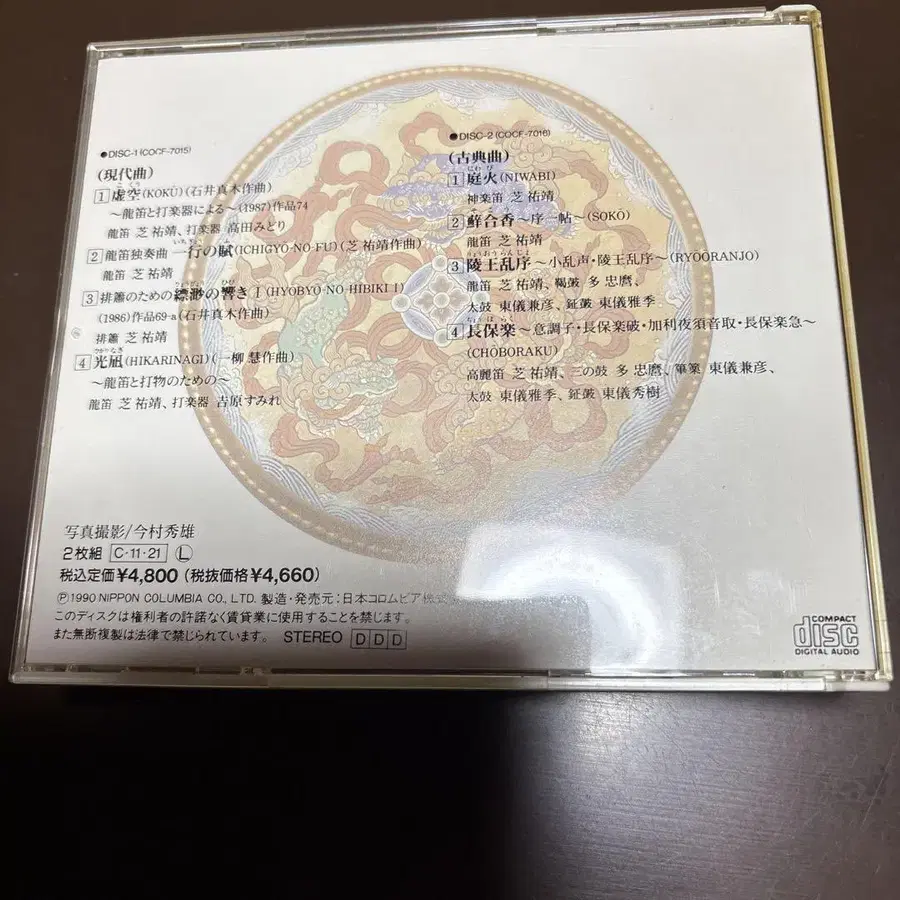 ●DISC-1 (COCF-7015)
(現代曲)
1 虚空(KOKŪ)(石井真木作曲)
こくう
～龍笛と打楽器による～(1987)作品74
龍笛 芝 祐靖、打楽器 高田みどり
2 龍笛独奏曲 一行の賦(ICHIGYŌ-NO-FU)(芝 祐靖作曲)
龍笛 芝 祐靖
3 排簫のための縹渺の響き I (HYOBYO-NO-HIBIKI I)
(1986)作品69-a(石井真木作曲)
排簫 芝 祐靖
4 光凪(HIKARINAGI)(一柳 慧作曲)
～龍笛と打物のための～
龍笛 芝 祐靖、打楽器 吉原すみれ
●DISC-2 (COCF-7016)
(古典曲)
にわび
1 庭火(NIWABI)
神楽笛 芝 祐靖
2 蘇合香～序一帖～(SOKŌ)
龍笛 芝 祐靖
3 陵王乱序～小乱声・陵王乱序～(RYOORANJO)
龍笛 芝 祐靖、鞨鼓 多 忠麿、
太鼓 東儀兼彦、鉦鼓 東儀雅季
4 長保楽～意調子・長保楽破・加利夜須音取・長保楽急～
(CHOBORAKU)
高麗笛 芝 祐靖、三の鼓 多 忠麿、篳篥 東儀兼彦、
太鼓 東儀雅季、鉦鼓 東儀秀樹
写真撮影/今村秀雄
2枚組 C・11・21 L
税込定価¥4,800 (税抜価格¥4,660)
Ⓟ1990 NIPPON COLUMBIA CO., LTD. 製造・発売元:日本コロムビア株式
このディスクは権利者の許諾なく賃貸業に使用することを禁じます。
また無断複製は法律で禁じられています。 STEREO D D D
COMPACT
disc
DIGITAL AUDIO